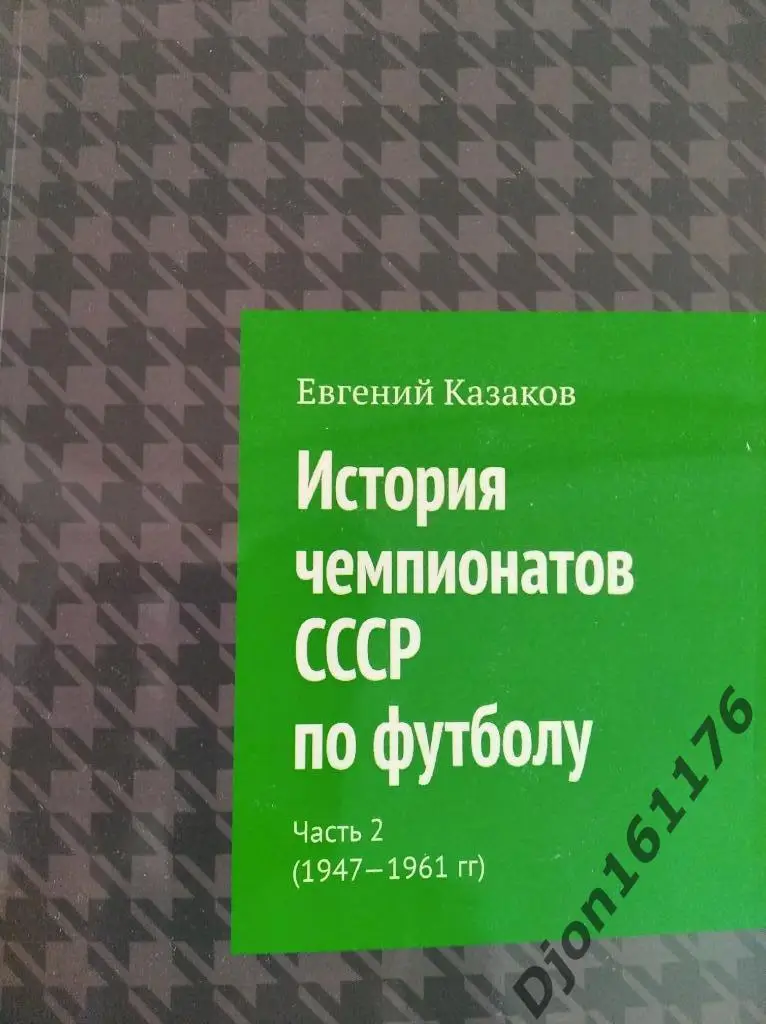 Евгений Казаков
История
чемпионатов
СССР
по футболу
Часть 2
(1947—1961 гг)
Djon161176